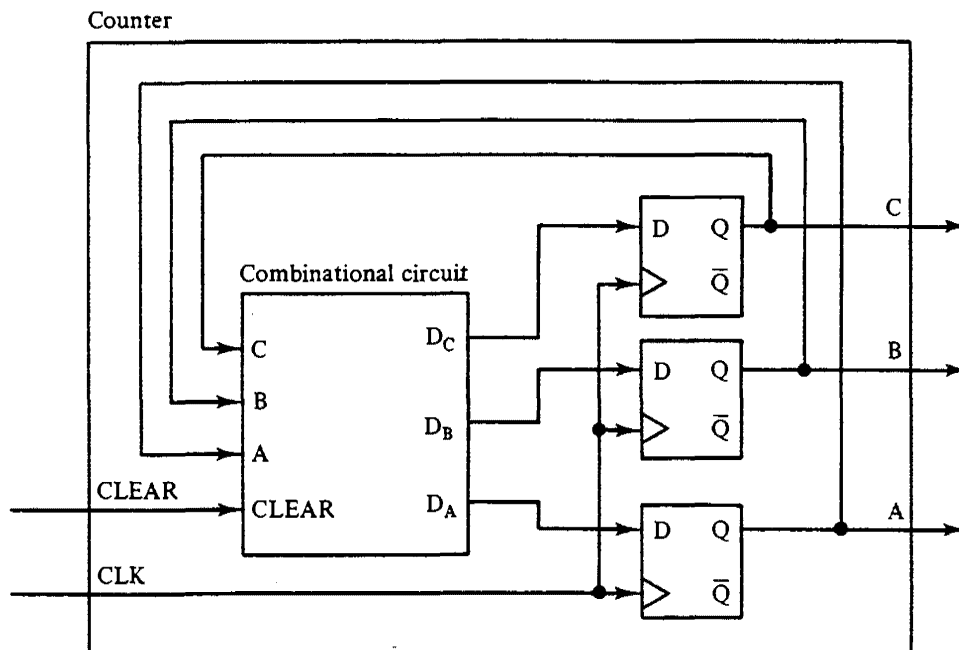 Counter
C
D Q
Q̅
Combinational circuit
C
B
A
CLEAR
D_C
D_B
D_A
B
D Q
Q̅
A
D Q
Q̅
CLEAR
CLK